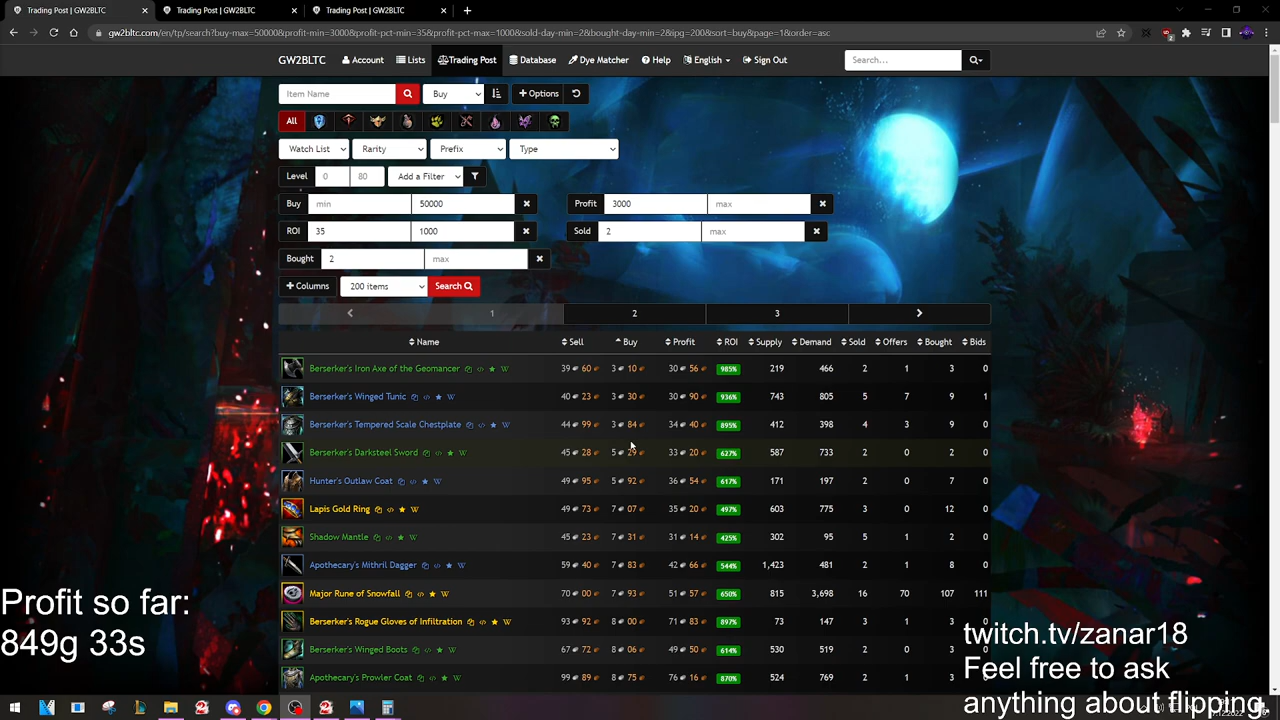 Trading Post | GW2BLTC Trading Post | GW2BLTC Trading Post | GW2BLTC
gw2bltc.com/en/tp/search?buy-max=50000&profit-min=3000&profit-pct-min=35&profit-pct-max=1000&sold-day-min=2&bought-day-min=2&ipg=200&sort=buy&page=1&order=asc
GW2BLTC Account Lists Trading Post Database Dye Matcher Help English Sign Out Search...
Item Name Buy + Options
All
Watch List Rarity Prefix Type
Level 0 80 Add a Filter
Buy min 50000 Profit 3000 max
ROI 35 1000 Sold 2 max
Bought 2 max
+ Columns 200 items Search
1 2 3
Name Sell Buy Profit ROI Supply Demand Sold Offers Bought Bids
Berserker's Iron Axe of the Geomancer W 39 60 3 10 30 56 985% 219 466 2 1 3 0
Berserker's Winged Tunic W 40 23 3 30 30 90 936% 743 805 5 7 9 1
Berserker's Tempered Scale Chestplate W 44 99 3 84 34 40 895% 412 398 4 3 9 0
Berserker's Darksteel Sword W 45 28 5 29 33 20 627% 587 733 2 0 2 0
Hunter's Outlaw Coat W 49 95 5 92 36 54 617% 171 197 2 0 7 0
Lapis Gold Ring W 49 73 7 07 35 20 497% 603 775 3 0 12 0
Shadow Mantle W 45 23 7 31 31 14 425% 302 95 5 1 2 0
Apothecary's Mithril Dagger W 59 40 7 83 42 66 544% 1,423 481 2 1 8 0
Major Rune of Snowfall W 70 00 7 93 51 57 650% 815 3,698 16 70 107 111
Berserker's Rogue Gloves of Infiltration W 93 92 8 00 71 83 897% 73 147 3 1 3 0
Berserker's Winged Boots W 67 72 8 06 49 50 614% 530 519 2 0 3 0
Apothecary's Prowler Coat W 99 89 8 75 76 16 870% 524 769 2 1 3 0
Profit so far:
849g 33s
twitch.tv/zanar18
Feel free to ask
anything about flipping